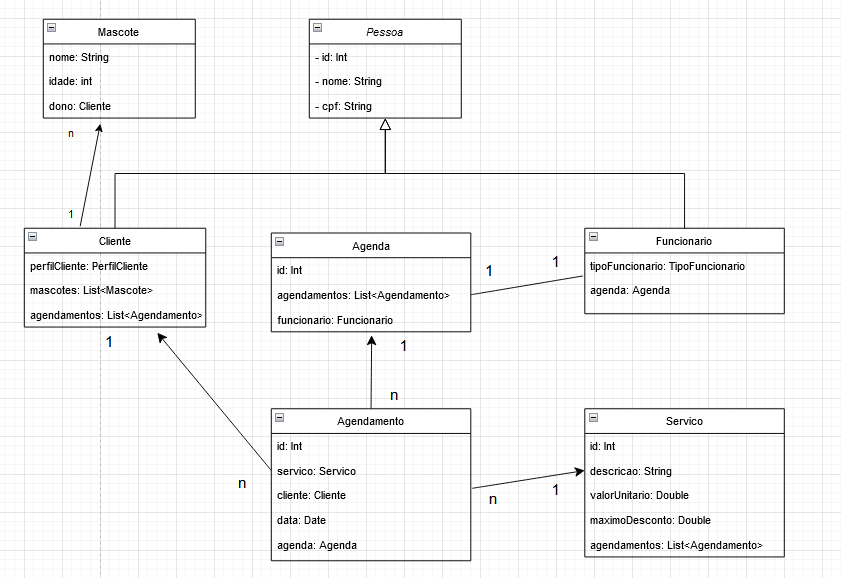 Mascote
nome: String
idade: int
dono: Cliente
Pessoa
- id: Int
- nome: String
- cpf: String
n
1
Cliente
perfilCliente: PerfilCliente
mascotes: List<Mascote>
agendamentos: List<Agendamento>
1
Agenda
id: Int
agendamentos: List<Agendamento>
funcionario: Funcionario
1
1
Funcionario
tipoFuncionario: TipoFuncionario
agenda: Agenda
1
n
n
Agendamento
id: Int
servico: Servico
cliente: Cliente
data: Date
agenda: Agenda
n
1
Servico
id: Int
descricao: String
valorUnitario: Double
maximoDesconto: Double
agendamentos: List<Agendamento>